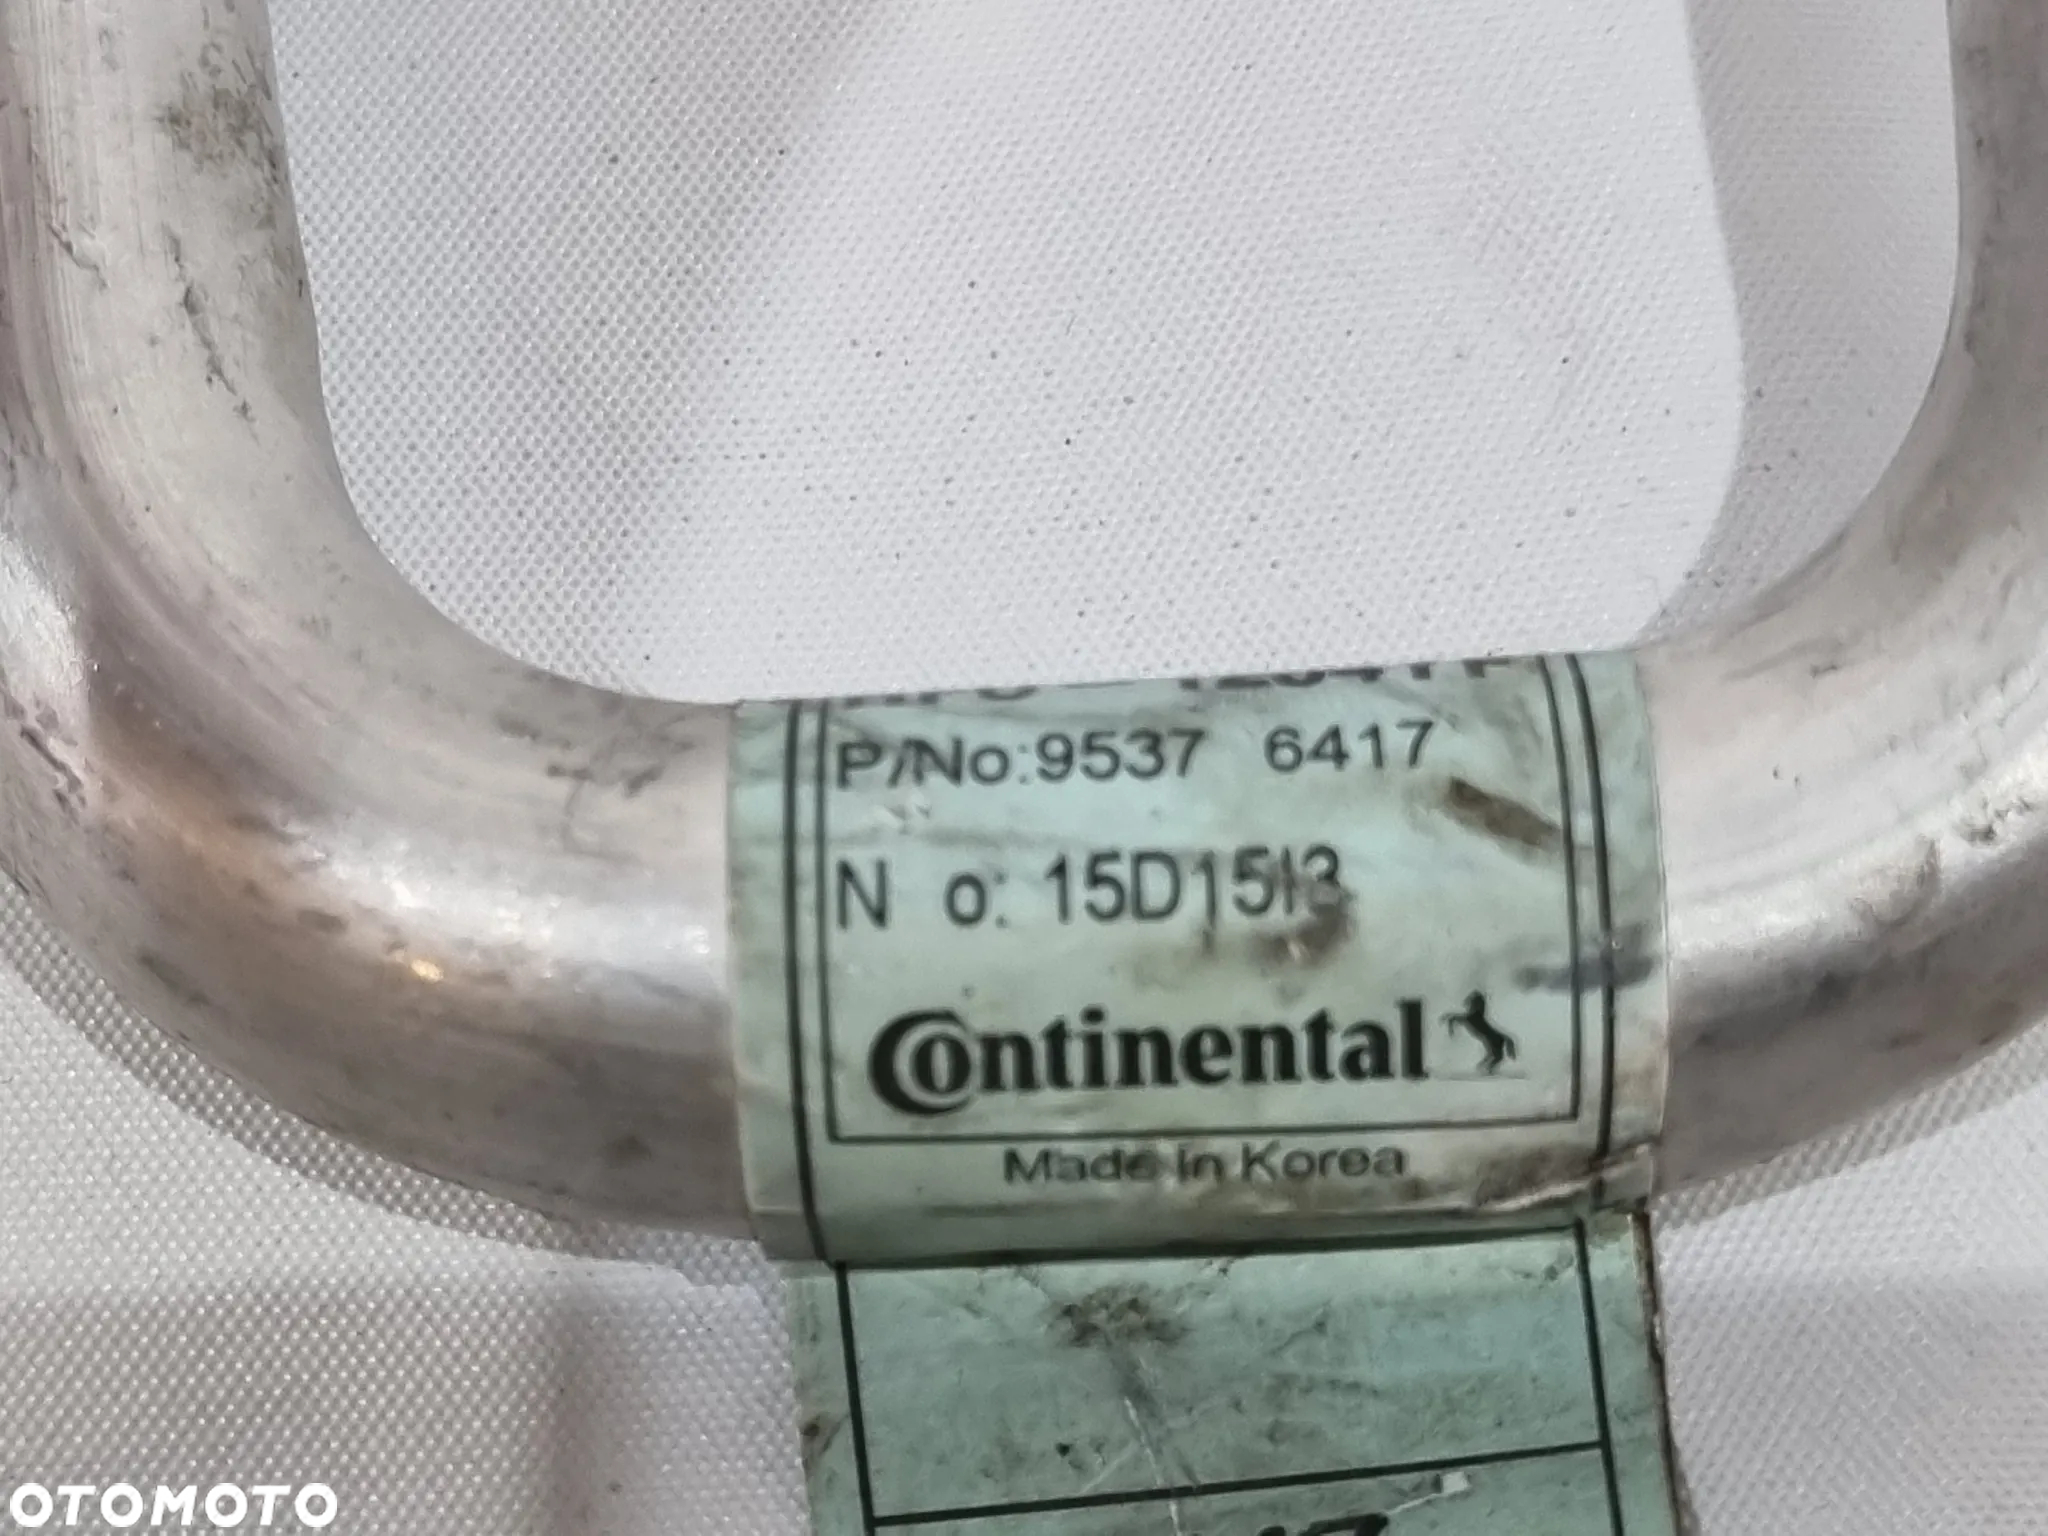 P/No:9537 6417
N o: 15D15I3
Continental
Made in Korea
OTOMOTO